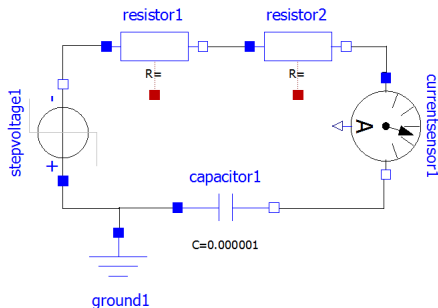 resistor1
resistor2
R=
R=
stepvoltage1
-
+
A
currentsensor1
capacitor1
C=0.000001
ground1